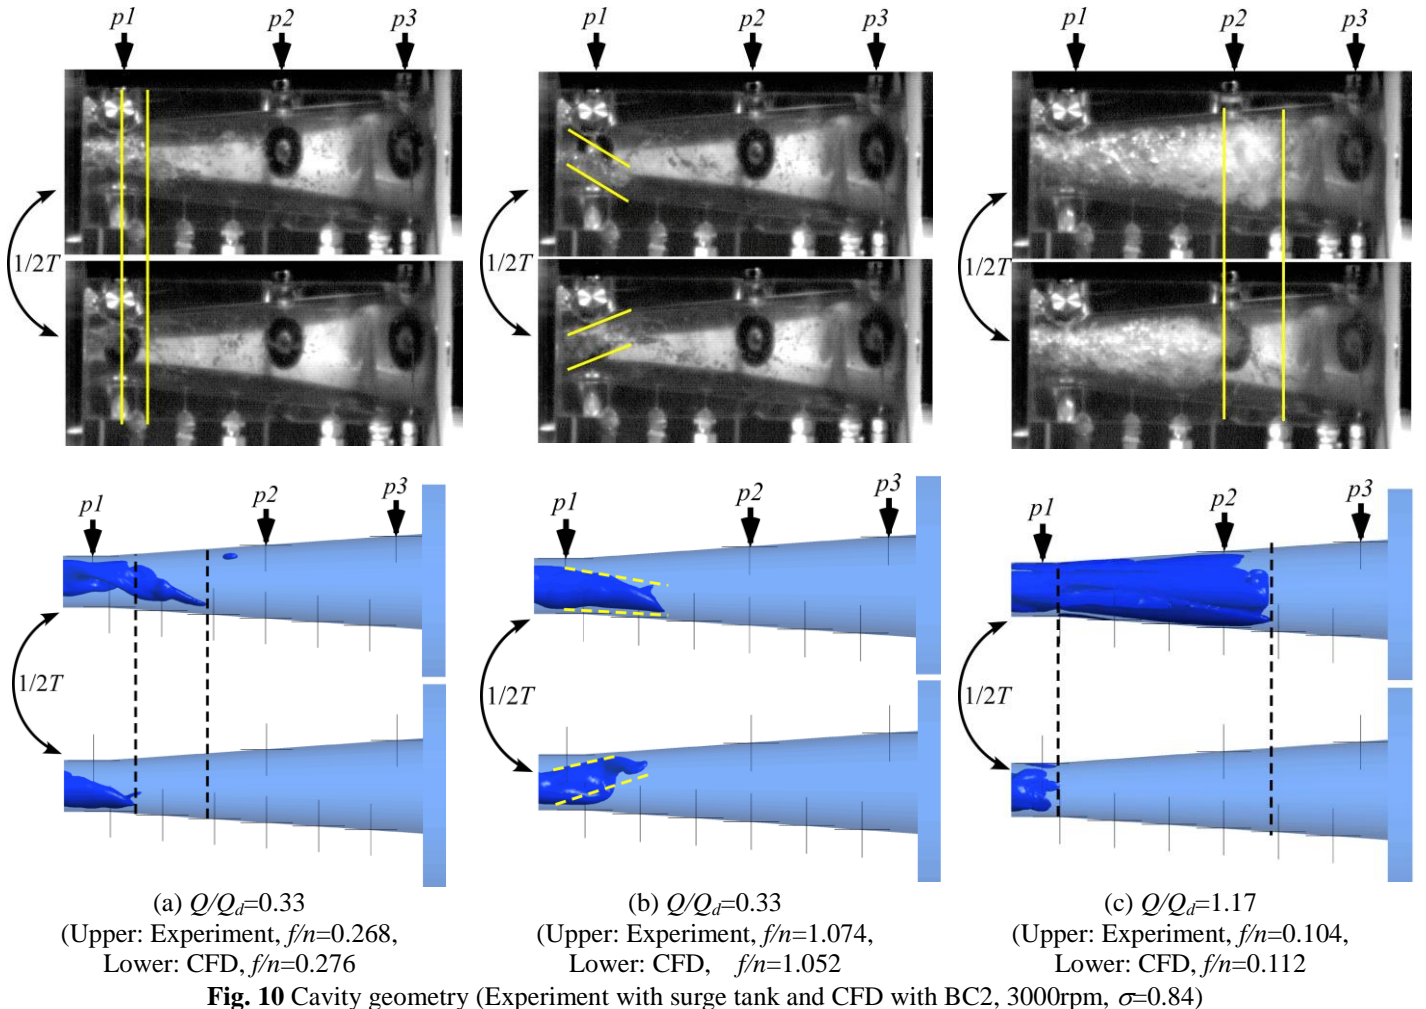 p1 p2 p3 p1 p2 p3 p1 p2 p3
1/2T 1/2T 1/2T
p1 p2 p3 p1 p2 p3 p1 p2 p3
1/2T 1/2T 1/2T
(a) Q/Qd=0.33
(Upper: Experiment, f/n=0.268,
Lower: CFD, f/n=0.276
(b) Q/Qd=0.33
(Upper: Experiment, f/n=1.074,
Lower: CFD, f/n=1.052
(c) Q/Qd=1.17
(Upper: Experiment, f/n=0.104,
Lower: CFD, f/n=0.112
Fig. 10 Cavity geometry (Experiment with surge tank and CFD with BC2, 3000rpm, σ=0.84)